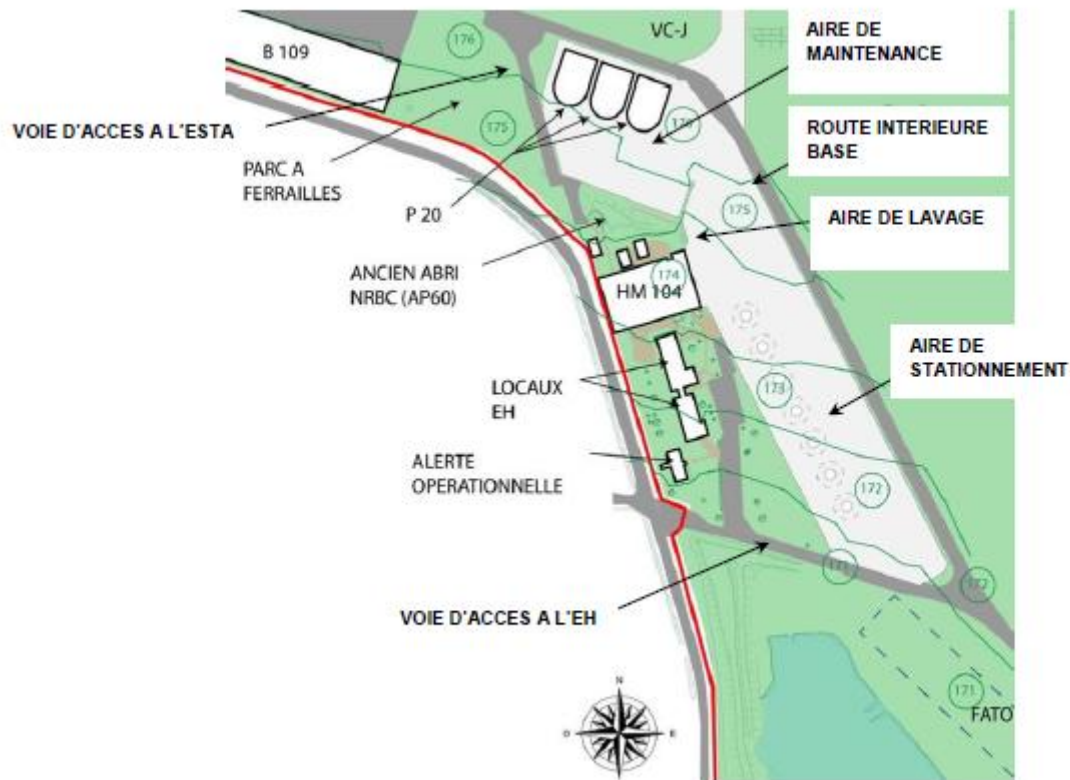 B 109
176
VC-J
AIRE DE
MAINTENANCE
VOIE D'ACCES A L'ESTA
175
176
ROUTE INTERIEURE
BASE
PARC A
FERRAILLES
P 20
175
AIRE DE LAVAGE
ANCIEN ABRI
NRBC (AP60)
174
HM 104
AIRE DE
STATIONNEMENT
LOCAUX
EH
173
ALERTE
OPERATIONNELLE
172
171
172
VOIE D'ACCES A L'EH
171
FATO
N
O
E